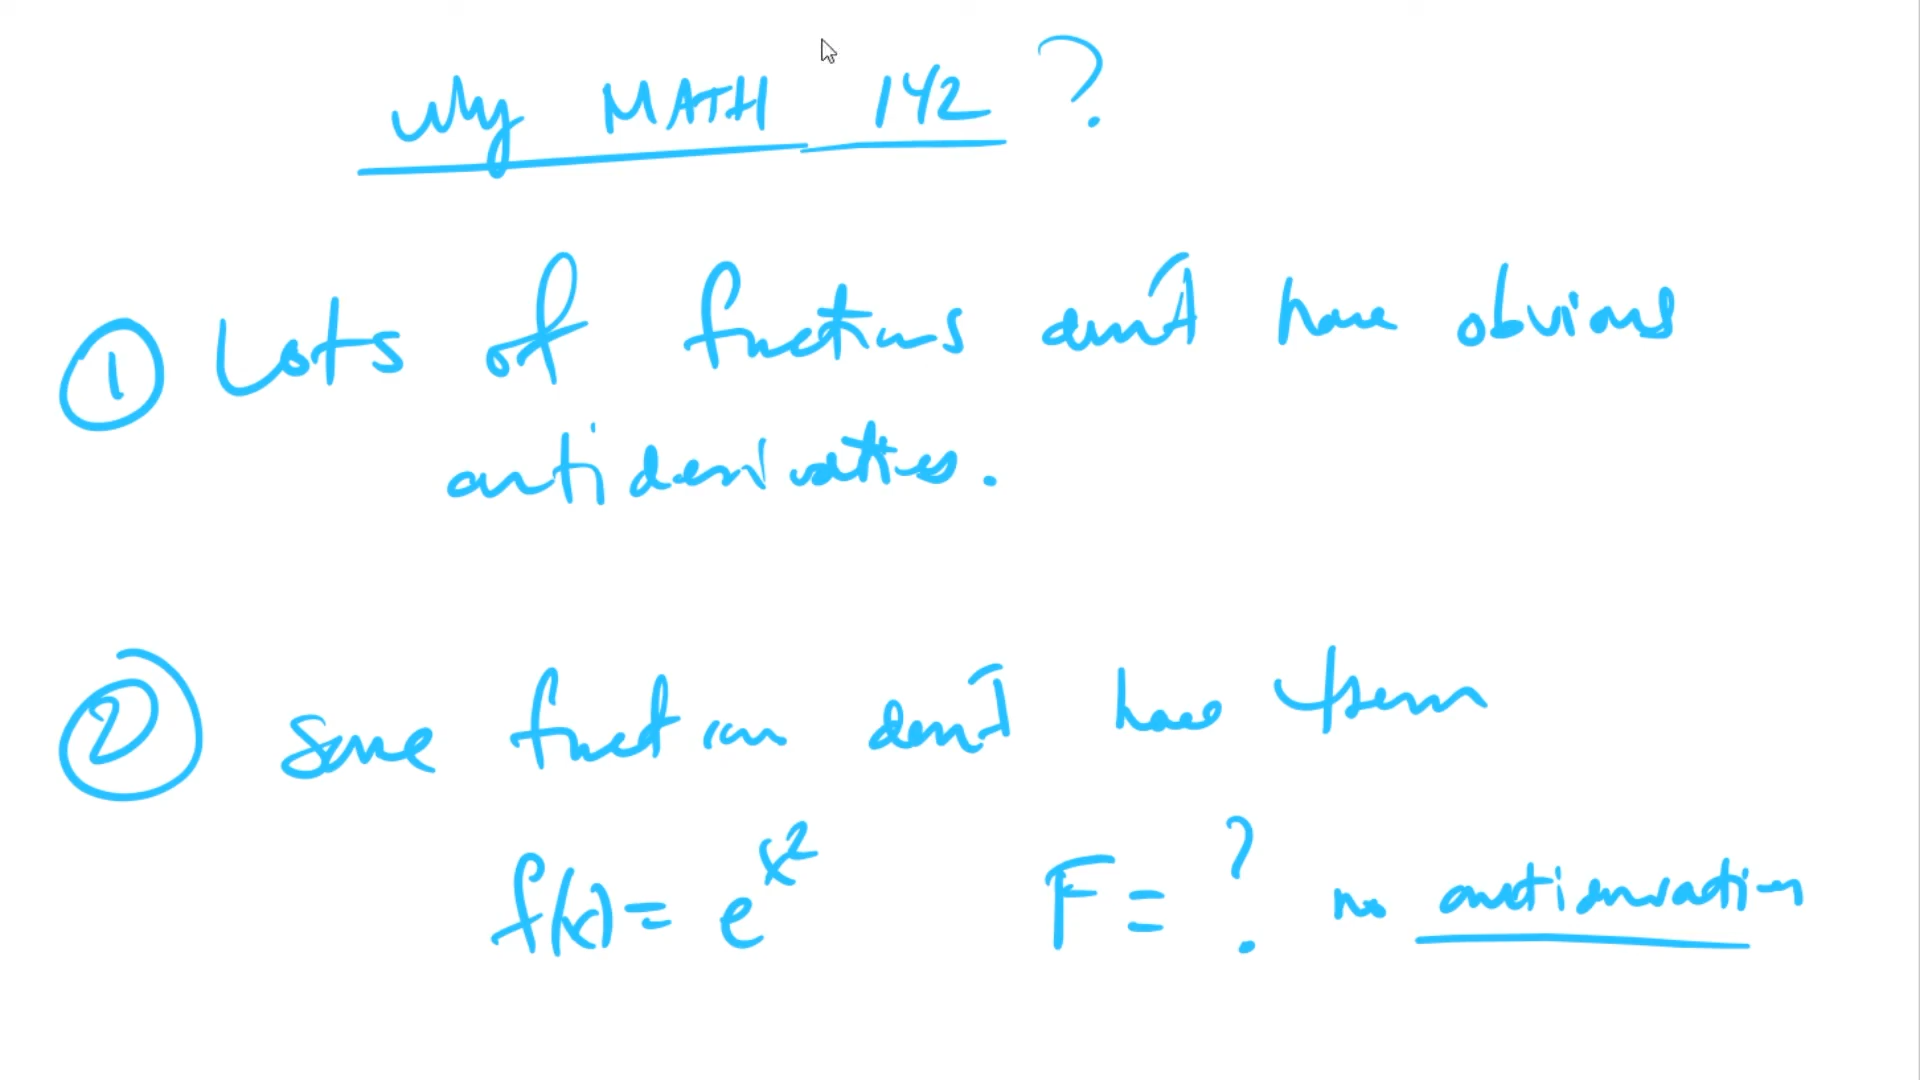 Why MATH 142?
① Lots of functions don't have obvious
antiderivatives.
② Some function don't have them
f(x) = e^{x^2} F = ? no antiderivative